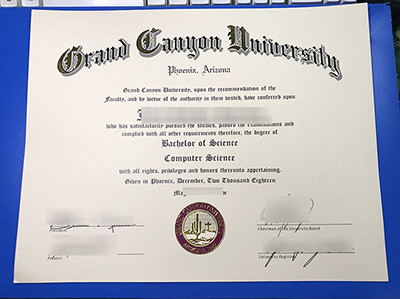 Grand Canyon University
Phoenix, Arizona
Grand Canyon University, upon the recommendation of the
Faculty, and by virtue of the authority in them vested, have conferred upon
who has satisfactorily pursued the studies, passed the examinations and
complied with all other requirements therefore, the degree of
Bachelor of Science
Computer Science
with all rights, privileges and honors thereunto appertaining.
Given in Phoenix, December, Two Thousand Eighteen
President
Chairman of the University Board
University Registrar